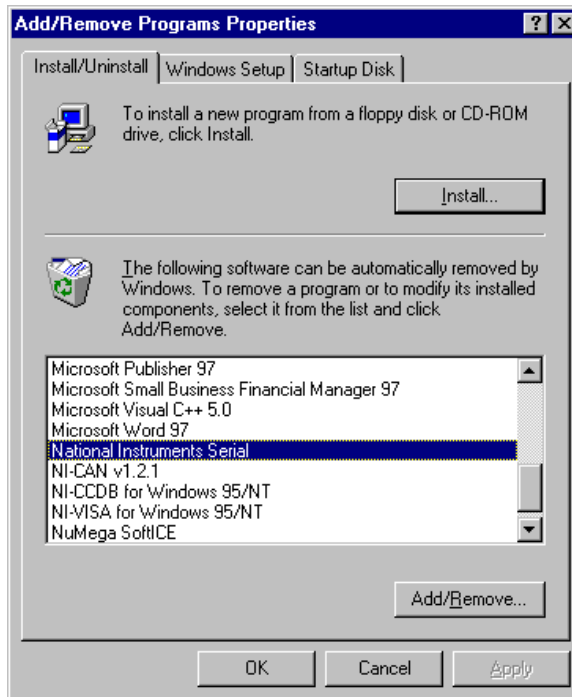 Add/Remove Programs Properties
Install/Uninstall
Windows Setup
Startup Disk
To install a new program from a floppy disk or CD-ROM
drive, click Install.
Install...
The following software can be automatically removed by
Windows. To remove a program or to modify its installed
components, select it from the list and click
Add/Remove.
Microsoft Publisher 97
Microsoft Small Business Financial Manager 97
Microsoft Visual C++ 5.0
Microsoft Word 97
National Instruments Serial
NI-CAN v1.2.1
NI-CCDB for Windows 95/NT
NI-VISA for Windows 95/NT
NuMega SoftICE
Add/Remove...
OK
Cancel
Apply